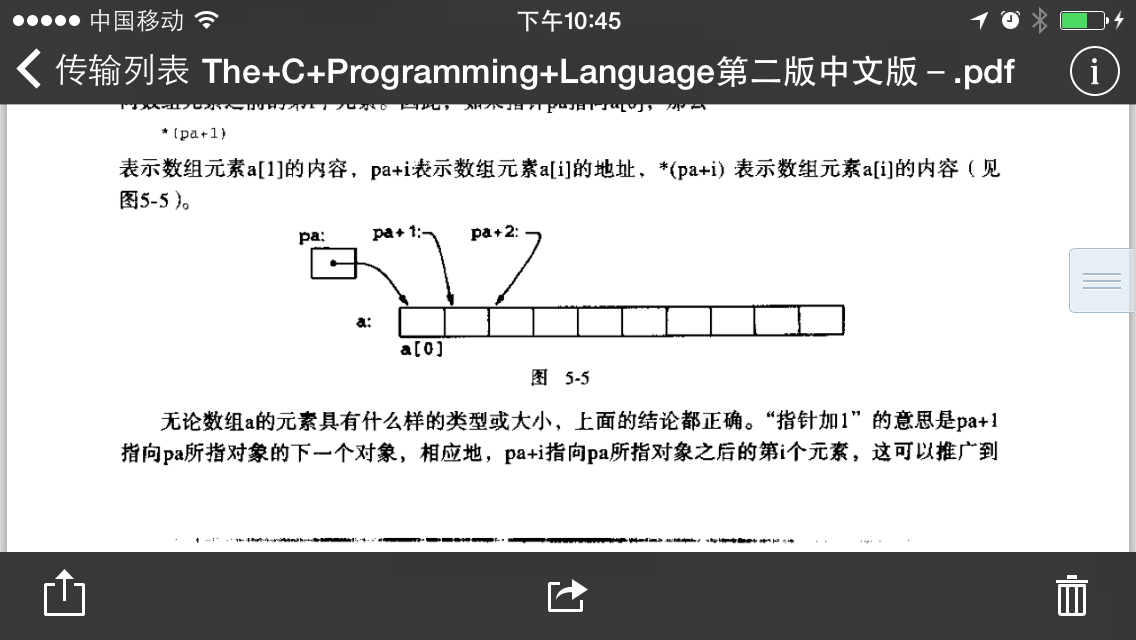 中国移动 下午10:45
传输列表 The+C+Programming+Language第二版中文版 – .pdf
*(pa+1)
表示数组元素a[1]的内容，pa+i表示数组元素a[i]的地址，*(pa+i) 表示数组元素a[i]的内容（见
图5-5）。
pa: pa+1: pa+2:
a:
a[0]
图 5-5
无论数组a的元素具有什么样的类型或大小，上面的结论都正确。“指针加1”的意思是pa+1
指向pa所指对象的下一个对象，相应地，pa+i指向pa所指对象之后的第i个元素，这可以推广到